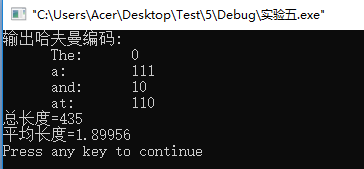 "C:\Users\Acer\Desktop\Test\5\Debug\实验五.exe"
输出哈夫曼编码:
The: 0
a: 111
and: 10
at: 110
总长度=435
平均长度=1.89956
Press any key to continue